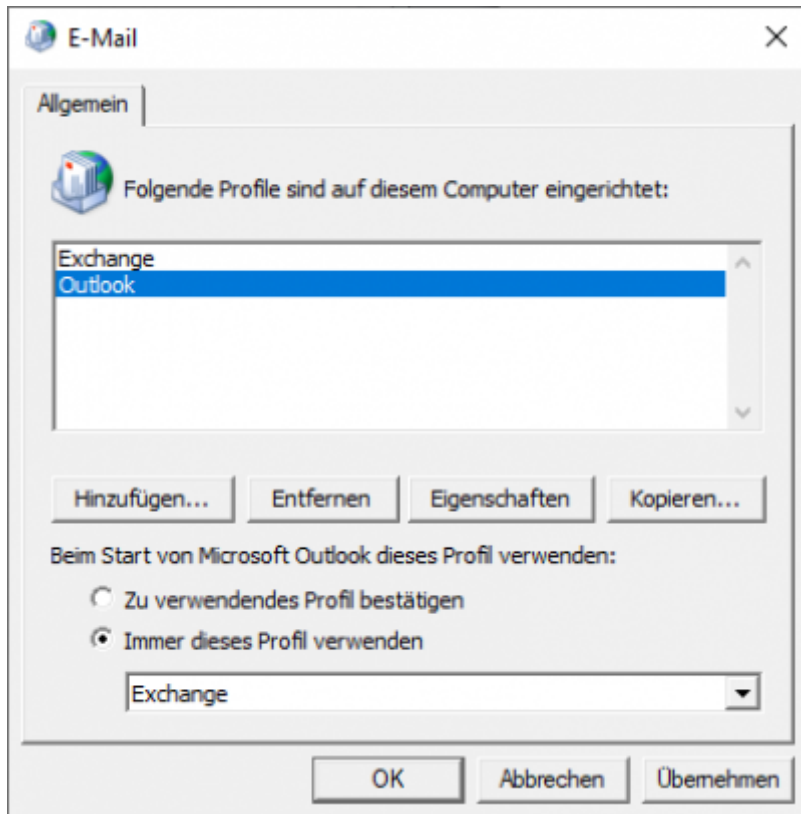 E-Mail
Allgemein
Folgende Profile sind auf diesem Computer eingerichtet:
Exchange
Outlook
Hinzufügen... Entfernen Eigenschaften Kopieren...
Beim Start von Microsoft Outlook dieses Profil verwenden:
Zu verwendendes Profil bestätigen
Immer dieses Profil verwenden
Exchange
OK Abbrechen Übernehmen